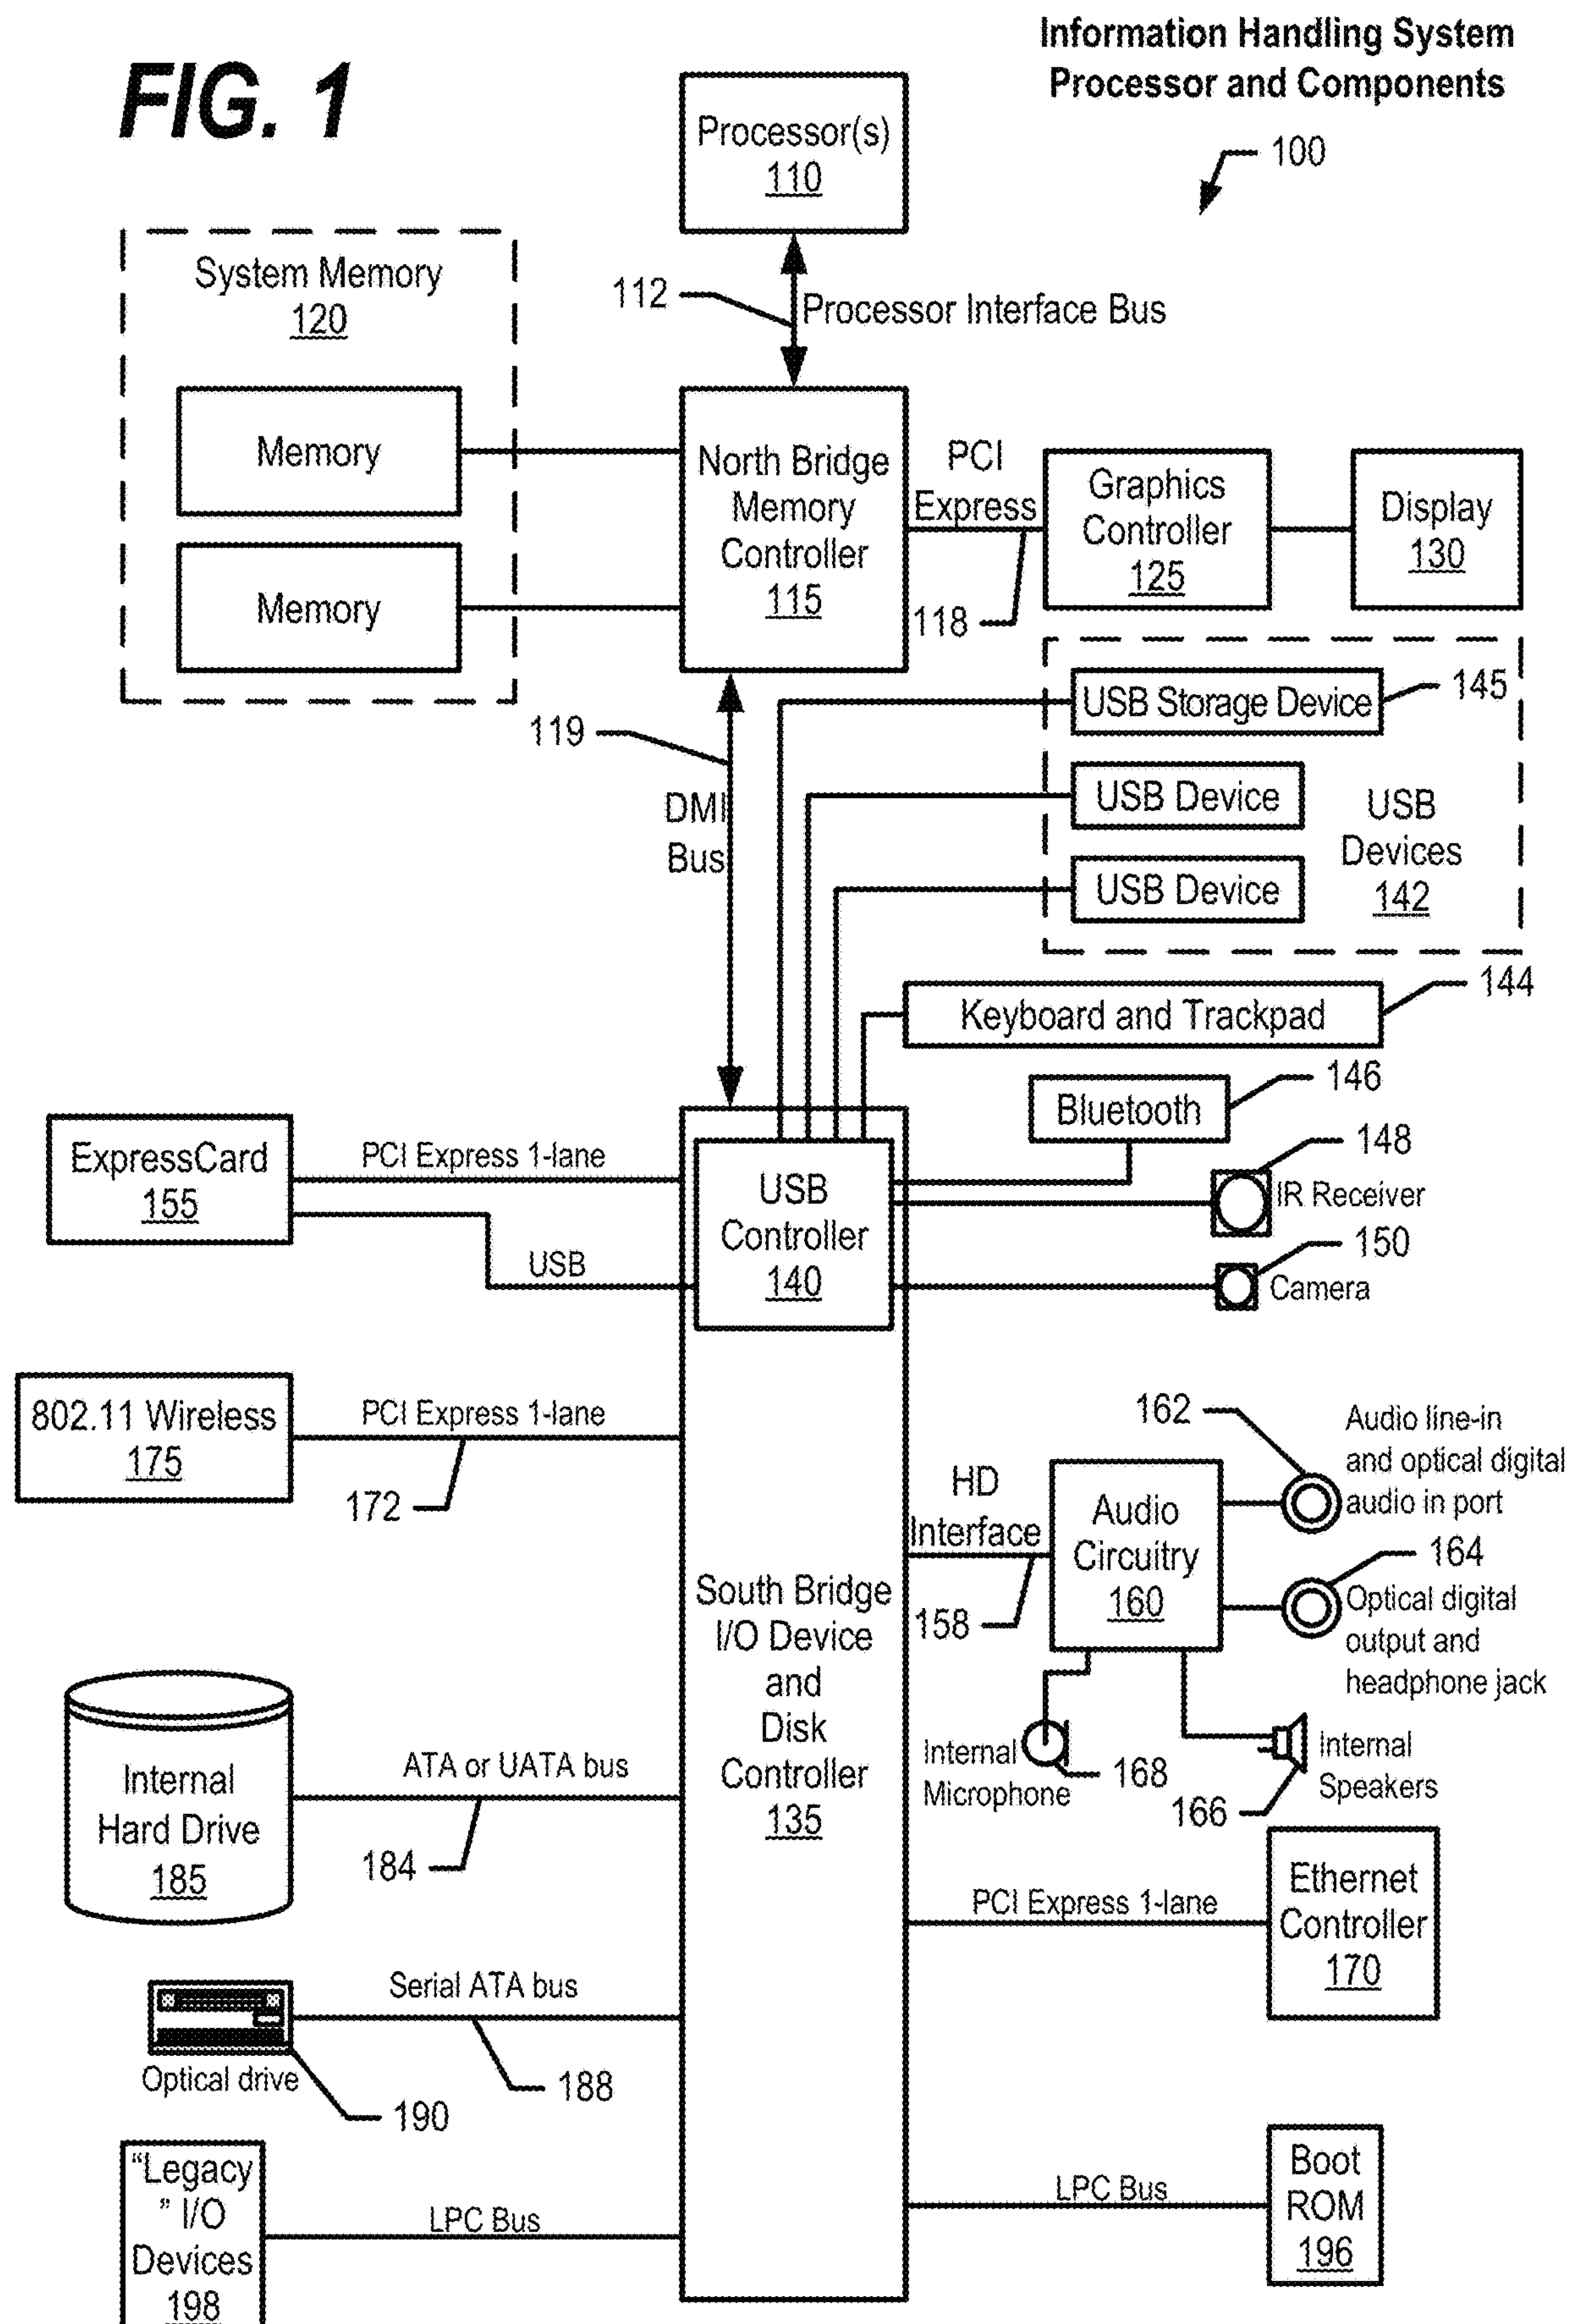 Information Handling System
Processor and Components
FIG. 1
100
Processor(s)
110
System Memory
120
112
Processor Interface Bus
Memory
Memory
North Bridge
Memory
Controller
115
PCI
Express
118
Graphics
Controller
125
Display
130
119
DMI
Bus
USB Storage Device
145
USB Device
USB Device
USB
Devices
142
Keyboard and Trackpad
144
Bluetooth
146
148
IR Receiver
150
Camera
ExpressCard
155
PCI Express 1-lane
USB
USB
Controller
140
802.11 Wireless
175
PCI Express 1-lane
172
162
Audio line-in
and optical digital
audio in port
HD
Interface
158
Audio
Circuitry
160
164
Optical digital
output and
headphone jack
South Bridge
I/O Device
and
Disk
Controller
135
Internal
Microphone
168
166
Internal
Speakers
Internal
Hard Drive
185
ATA or UATA bus
184
PCI Express 1-lane
Ethernet
Controller
170
Serial ATA bus
188
Optical drive
190
"Legacy
" I/O
Devices
198
LPC Bus
LPC Bus
Boot
ROM
196